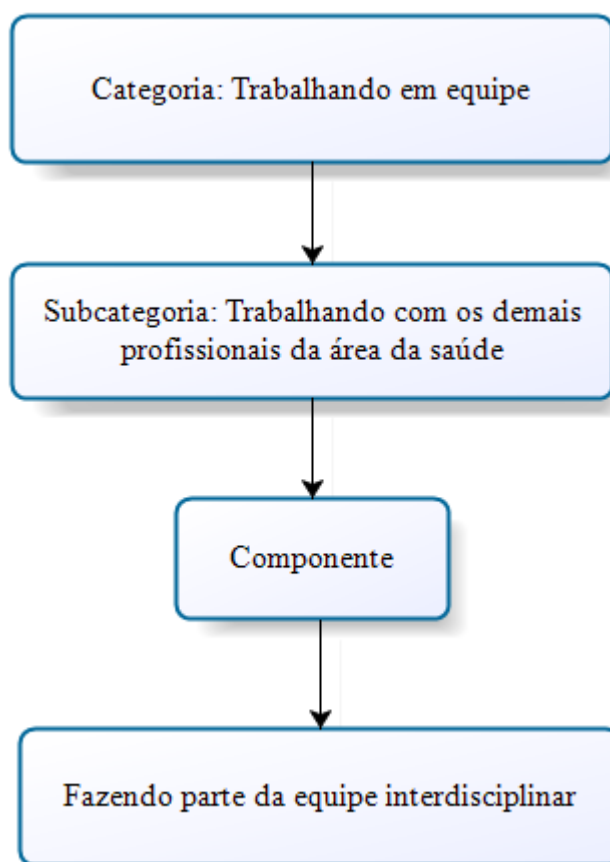 Categoria: Trabalhando em equipe
Subcategoria: Trabalhando com os demais
profissionais da área da saúde
Componente
Fazendo parte da equipe interdisciplinar